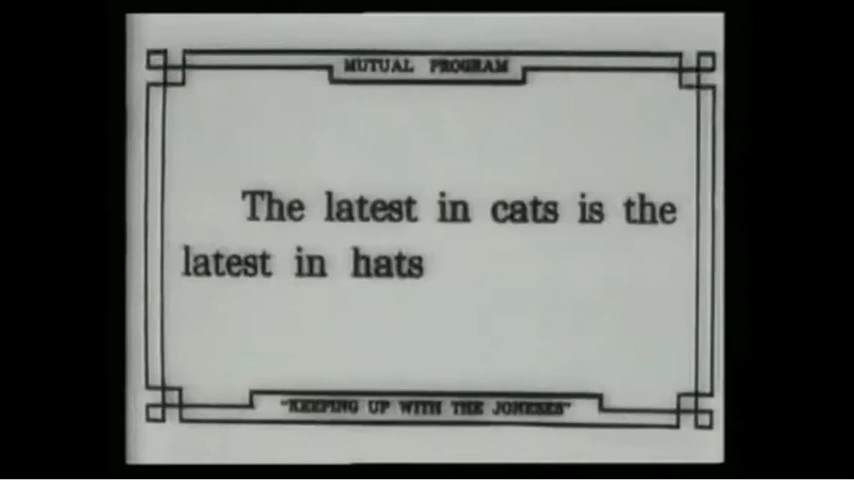 MUTUAL PROGRAM
The latest in cats is the
latest in hats
"KEEPING UP WITH THE JONESES"